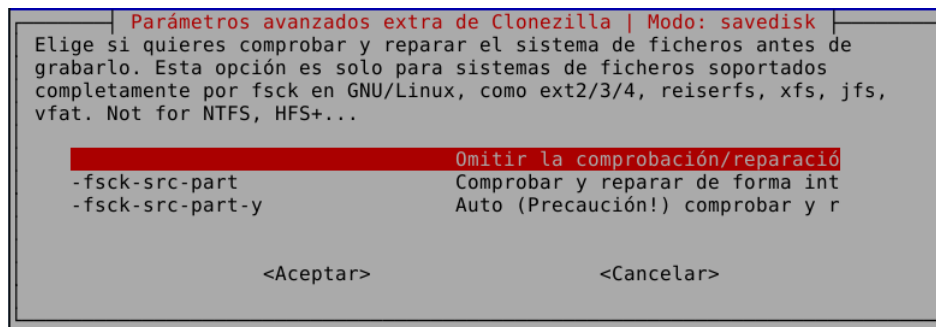 Parámetros avanzados extra de Clonezilla | Modo: savedisk
Elige si quieres comprobar y reparar el sistema de ficheros antes de
grabarlo. Esta opción es solo para sistemas de ficheros soportados
completamente por fsck en GNU/Linux, como ext2/3/4, reiserfs, xfs, jfs,
vfat. Not for NTFS, HFS+...
Omitir la comprobación/reparació
-fsck-src-part Comprobar y reparar de forma int
-fsck-src-part-y Auto (Precaución!) comprobar y r
<Aceptar> <Cancelar>